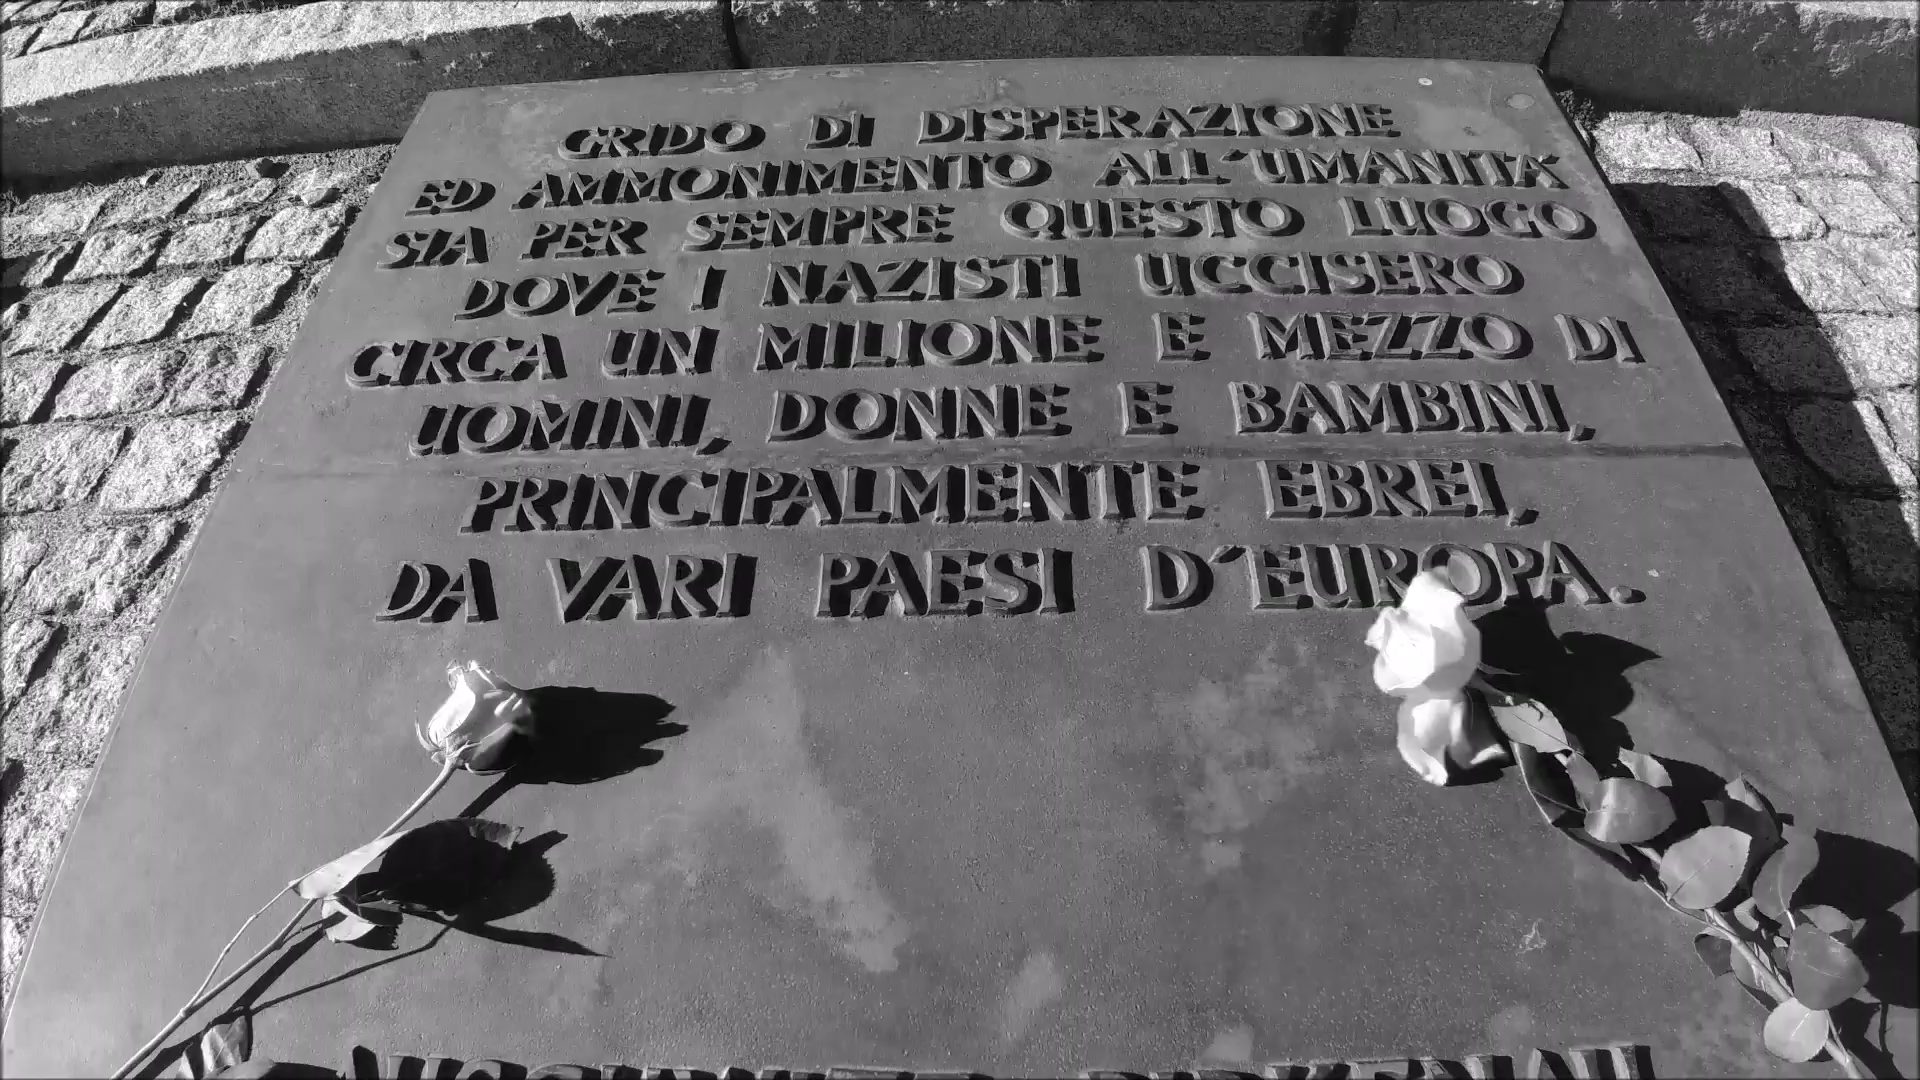 GRIDO DI DISPERAZIONE
ED AMMONIMENTO ALL'UMANITÀ
SIA PER SEMPRE QUESTO LUOGO
DOVE I NAZISTI UCCISERO
CIRCA UN MILIONE E MEZZO DI
UOMINI, DONNE E BAMBINI,
PRINCIPALMENTE EBREI,
DA VARI PAESI D'EUROPA.